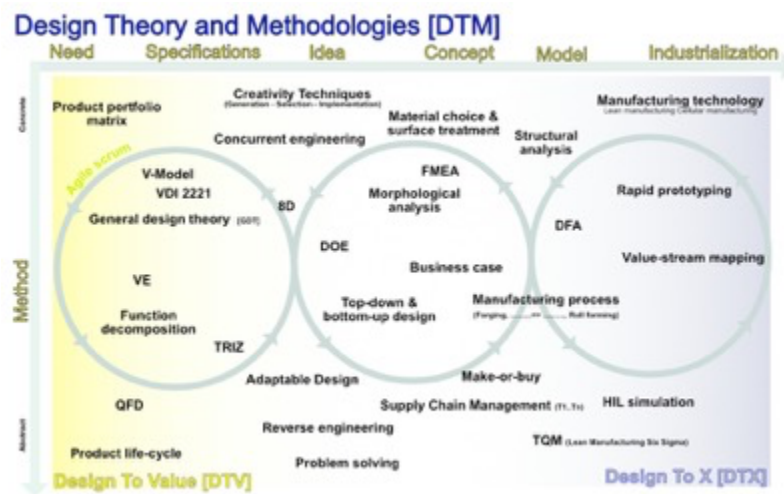 Design Theory and Methodologies [DTM]
Need Specifications Idea Concept Model Industrialization
Concrete
Method
Abstract
Product portfolio
matrix
Creativity Techniques
(Generation - Selection - Implementation)
Concurrent engineering
Material choice &
surface treatment
Structural
analysis
Manufacturing technology
Lean manufacturing Cellular manufacturing
Agile scrum
V-Model
VDI 2221
General design theory (GDT)
8D
FMEA
Morphological
analysis
DOE
DFA
Rapid prototyping
Business case
Value-stream mapping
VE
Function
decomposition
TRIZ
Top-down &
bottom-up design
Manufacturing process
(Forging, Roll forming)
Adaptable Design
Make-or-buy
QFD
Supply Chain Management (T1..Tx)
HIL simulation
Reverse engineering
TQM (Lean Manufacturing Six Sigma)
Product life-cycle
Problem solving
Design To Value [DTV]
Design To X [DTX]